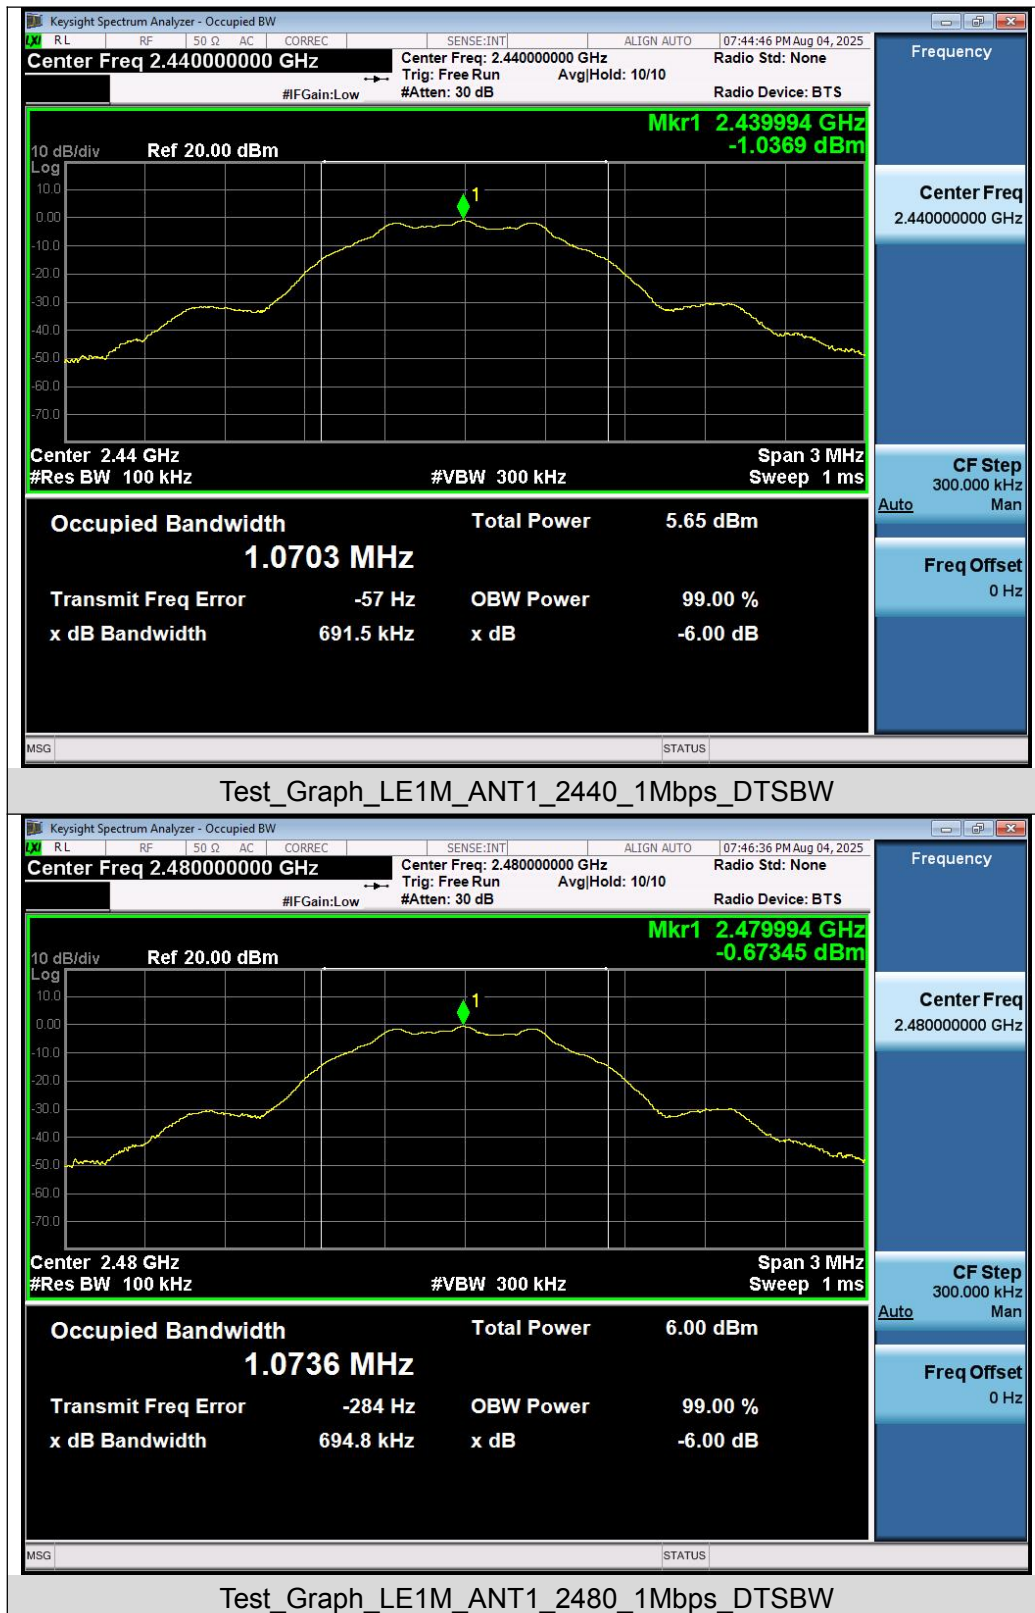 Keysight Spectrum Analyzer - Occupied BW
LXI RL RF 50 Ω AC CORREC SENSE:INT ALIGN AUTO 07:44:46 PM Aug 04, 2025
Center Freq 2.440000000 GHz Center Freq: 2.440000000 GHz Radio Std: None
Trig: Free Run Avg|Hold: 10/10
#IFGain:Low #Atten: 30 dB Radio Device: BTS
Mkr1 2.439994 GHz
-1.0369 dBm
10 dB/div Ref 20.00 dBm
Log
10.0
0.00
-10.0
-20.0
-30.0
-40.0
-50.0
-60.0
-70.0
1
Center 2.44 GHz Span 3 MHz
#Res BW 100 kHz #VBW 300 kHz Sweep 1 ms
Occupied Bandwidth Total Power 5.65 dBm
1.0703 MHz
Transmit Freq Error -57 Hz OBW Power 99.00 %
x dB Bandwidth 691.5 kHz x dB -6.00 dB
MSG STATUS
Frequency
Center Freq
2.440000000 GHz
CF Step
300.000 kHz
Auto Man
Freq Offset
0 Hz
Test_Graph_LE1M_ANT1_2440_1Mbps_DTSBW
Keysight Spectrum Analyzer - Occupied BW
LXI RL RF 50 Ω AC CORREC SENSE:INT ALIGN AUTO 07:46:36 PM Aug 04, 2025
Center Freq 2.480000000 GHz Center Freq: 2.480000000 GHz Radio Std: None
Trig: Free Run Avg|Hold: 10/10
#IFGain:Low #Atten: 30 dB Radio Device: BTS
Mkr1 2.479994 GHz
-0.67345 dBm
10 dB/div Ref 20.00 dBm
Log
10.0
0.00
-10.0
-20.0
-30.0
-40.0
-50.0
-60.0
-70.0
1
Center 2.48 GHz Span 3 MHz
#Res BW 100 kHz #VBW 300 kHz Sweep 1 ms
Occupied Bandwidth Total Power 6.00 dBm
1.0736 MHz
Transmit Freq Error -284 Hz OBW Power 99.00 %
x dB Bandwidth 694.8 kHz x dB -6.00 dB
MSG STATUS
Frequency
Center Freq
2.480000000 GHz
CF Step
300.000 kHz
Auto Man
Freq Offset
0 Hz
Test_Graph_LE1M_ANT1_2480_1Mbps_DTSBW